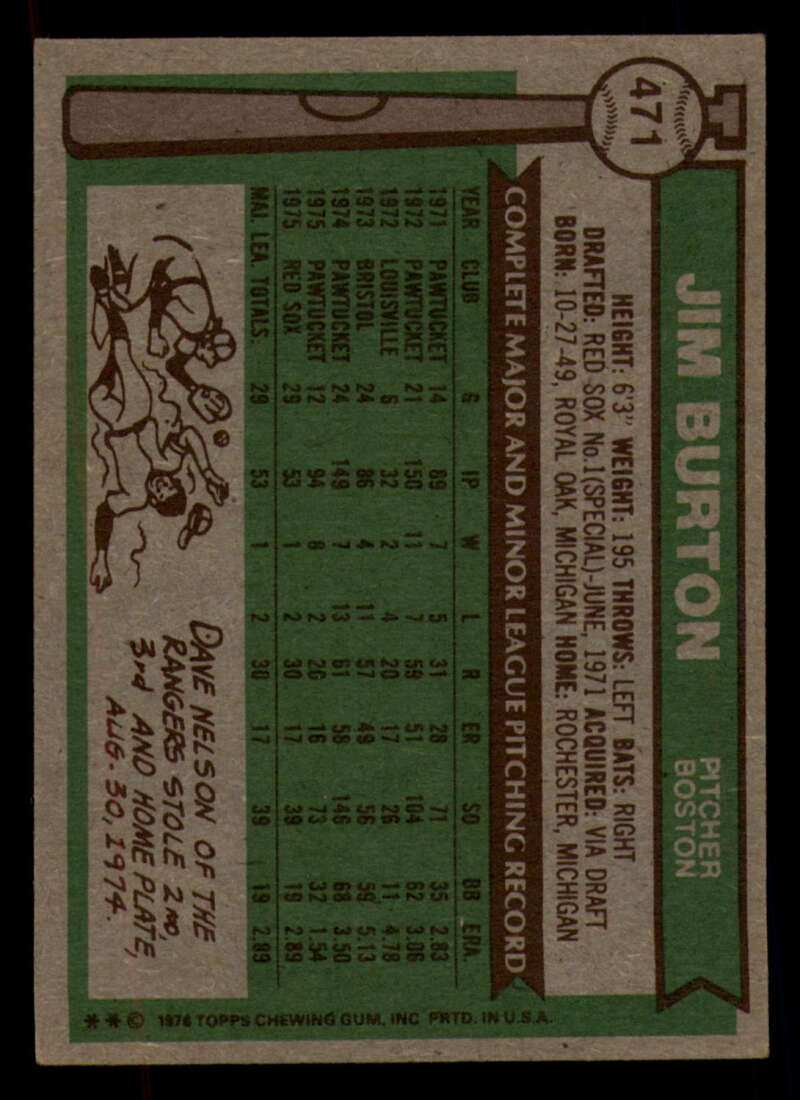 471
JIM BURTON
PITCHER
BOSTON
HEIGHT: 6'3" WEIGHT: 195 THROWS: LEFT BATS: RIGHT
DRAFTED: RED SOX No.1(SPECIAL)-JUNE, 1971 ACQUIRED: VIA DRAFT
BORN: 10-27-49, ROYAL OAK, MICHIGAN HOME: ROCHESTER, MICHIGAN
COMPLETE MAJOR AND MINOR LEAGUE PITCHING RECORD
YEAR CLUB G IP W L R ER SO BB ERA
1971 PAWTUCKET 14 89 7 5 31 28 71 35 2.83
1972 PAWTUCKET 21 150 11 7 59 51 104 62 3.06
1972 LOUISVILLE 6 32 2 4 20 17 26 11 4.78
1973 BRISTOL 24 86 4 11 57 49 56 59 5.13
1974 PAWTUCKET 24 149 7 13 61 58 146 68 3.50
1975 PAWTUCKET 12 94 8 2 26 16 73 32 1.54
1975 RED SOX 29 53 1 2 30 17 39 19 2.89
MAJ. LEA. TOTALS 29 53 1 2 30 17 39 19 2.89
DAVE NELSON OF THE
RANGERS STOLE 2ND,
3rd AND HOME PLATE,
AUG. 30, 1974.
** © 1976 TOPPS CHEWING GUM, INC PRTD. IN U.S.A.